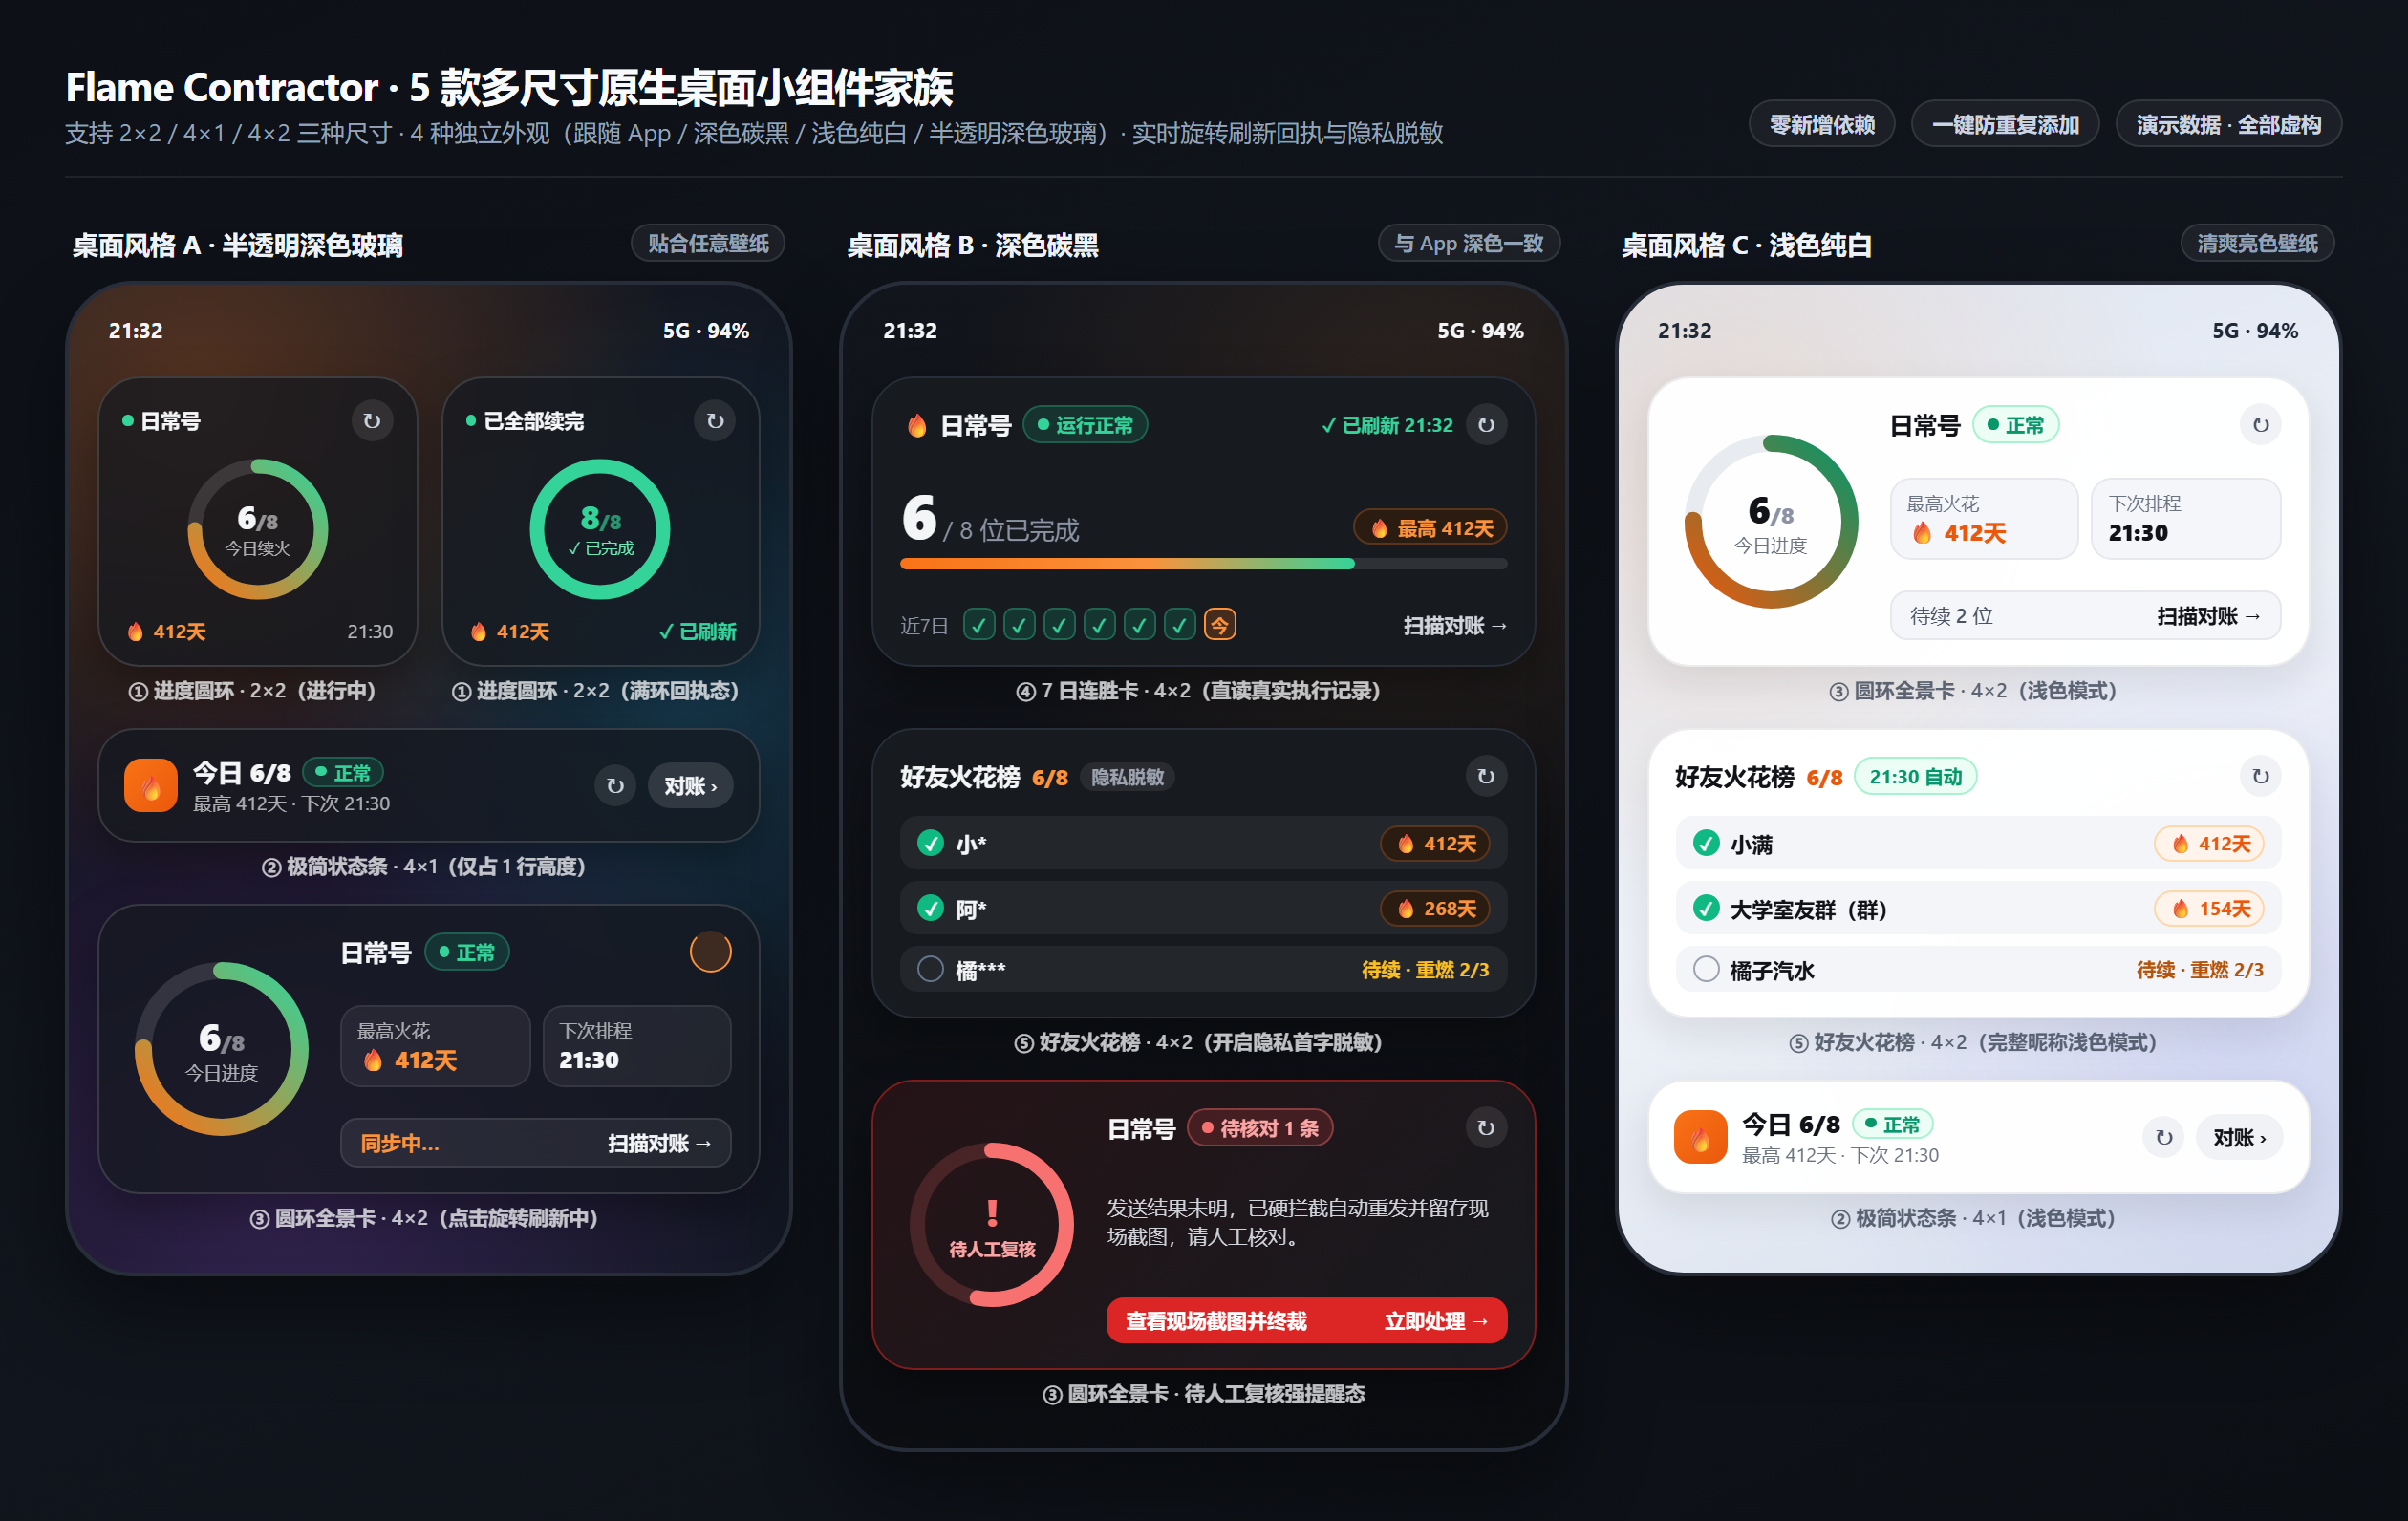 Flame Contractor · 5 款多尺寸原生桌面小组件家族
支持 2×2 / 4×1 / 4×2 三种尺寸 · 4 种独立外观（跟随 App / 深色碳黑 / 浅色纯白 / 半透明深色玻璃）· 实时旋转刷新回执与隐私脱敏
零新增依赖
一键防重复添加
演示数据 · 全部虚构
桌面风格 A · 半透明深色玻璃
贴合任意壁纸
21:32
5G · 94%
日常号
↻
6/8
今日续火
🔥 412天
21:30
① 进度圆环 · 2×2（进行中）
已全部续完
↻
8/8
✓ 已完成
🔥 412天
✓ 已刷新
① 进度圆环 · 2×2（满环回执态）
今日 6/8
正常
最高 412天 · 下次 21:30
↻
对账 ›
② 极简状态条 · 4×1（仅占 1 行高度）
6/8
今日进度
日常号
正常
最高火花
🔥 412天
下次排程
21:30
同步中...
扫描对账 →
③ 圆环全景卡 · 4×2（点击旋转刷新中）
桌面风格 B · 深色碳黑
与 App 深色一致
21:32
5G · 94%
🔥 日常号
运行正常
✓ 已刷新 21:32
↻
6 / 8 位已完成
🔥 最高 412天
近7日 ✓ ✓ ✓ ✓ ✓ ✓ 今
扫描对账 →
④ 7 日连胜卡 · 4×2（直读真实执行记录）
好友火花榜 6/8
隐私脱敏
↻
✓ 小*
🔥 412天
✓ 阿*
🔥 268天
橘***
待续 · 重燃 2/3
⑤ 好友火花榜 · 4×2（开启隐私首字脱敏）
!
待人工复核
日常号
待核对 1 条
↻
发送结果未明，已硬拦截自动重发并留存现
场截图，请人工核对。
查看现场截图并终裁
立即处理 →
③ 圆环全景卡 · 待人工复核强提醒态
桌面风格 C · 浅色纯白
清爽亮色壁纸
21:32
5G · 94%
6/8
今日进度
日常号
正常
↻
最高火花
🔥 412天
下次排程
21:30
待续 2 位
扫描对账 →
③ 圆环全景卡 · 4×2（浅色模式）
好友火花榜 6/8
21:30 自动
↻
✓ 小满
🔥 412天
✓ 大学室友群（群）
🔥 154天
橘子汽水
待续 · 重燃 2/3
⑤ 好友火花榜 · 4×2（完整昵称浅色模式）
今日 6/8
正常
最高 412天 · 下次 21:30
↻
对账 ›
② 极简状态条 · 4×1（浅色模式）